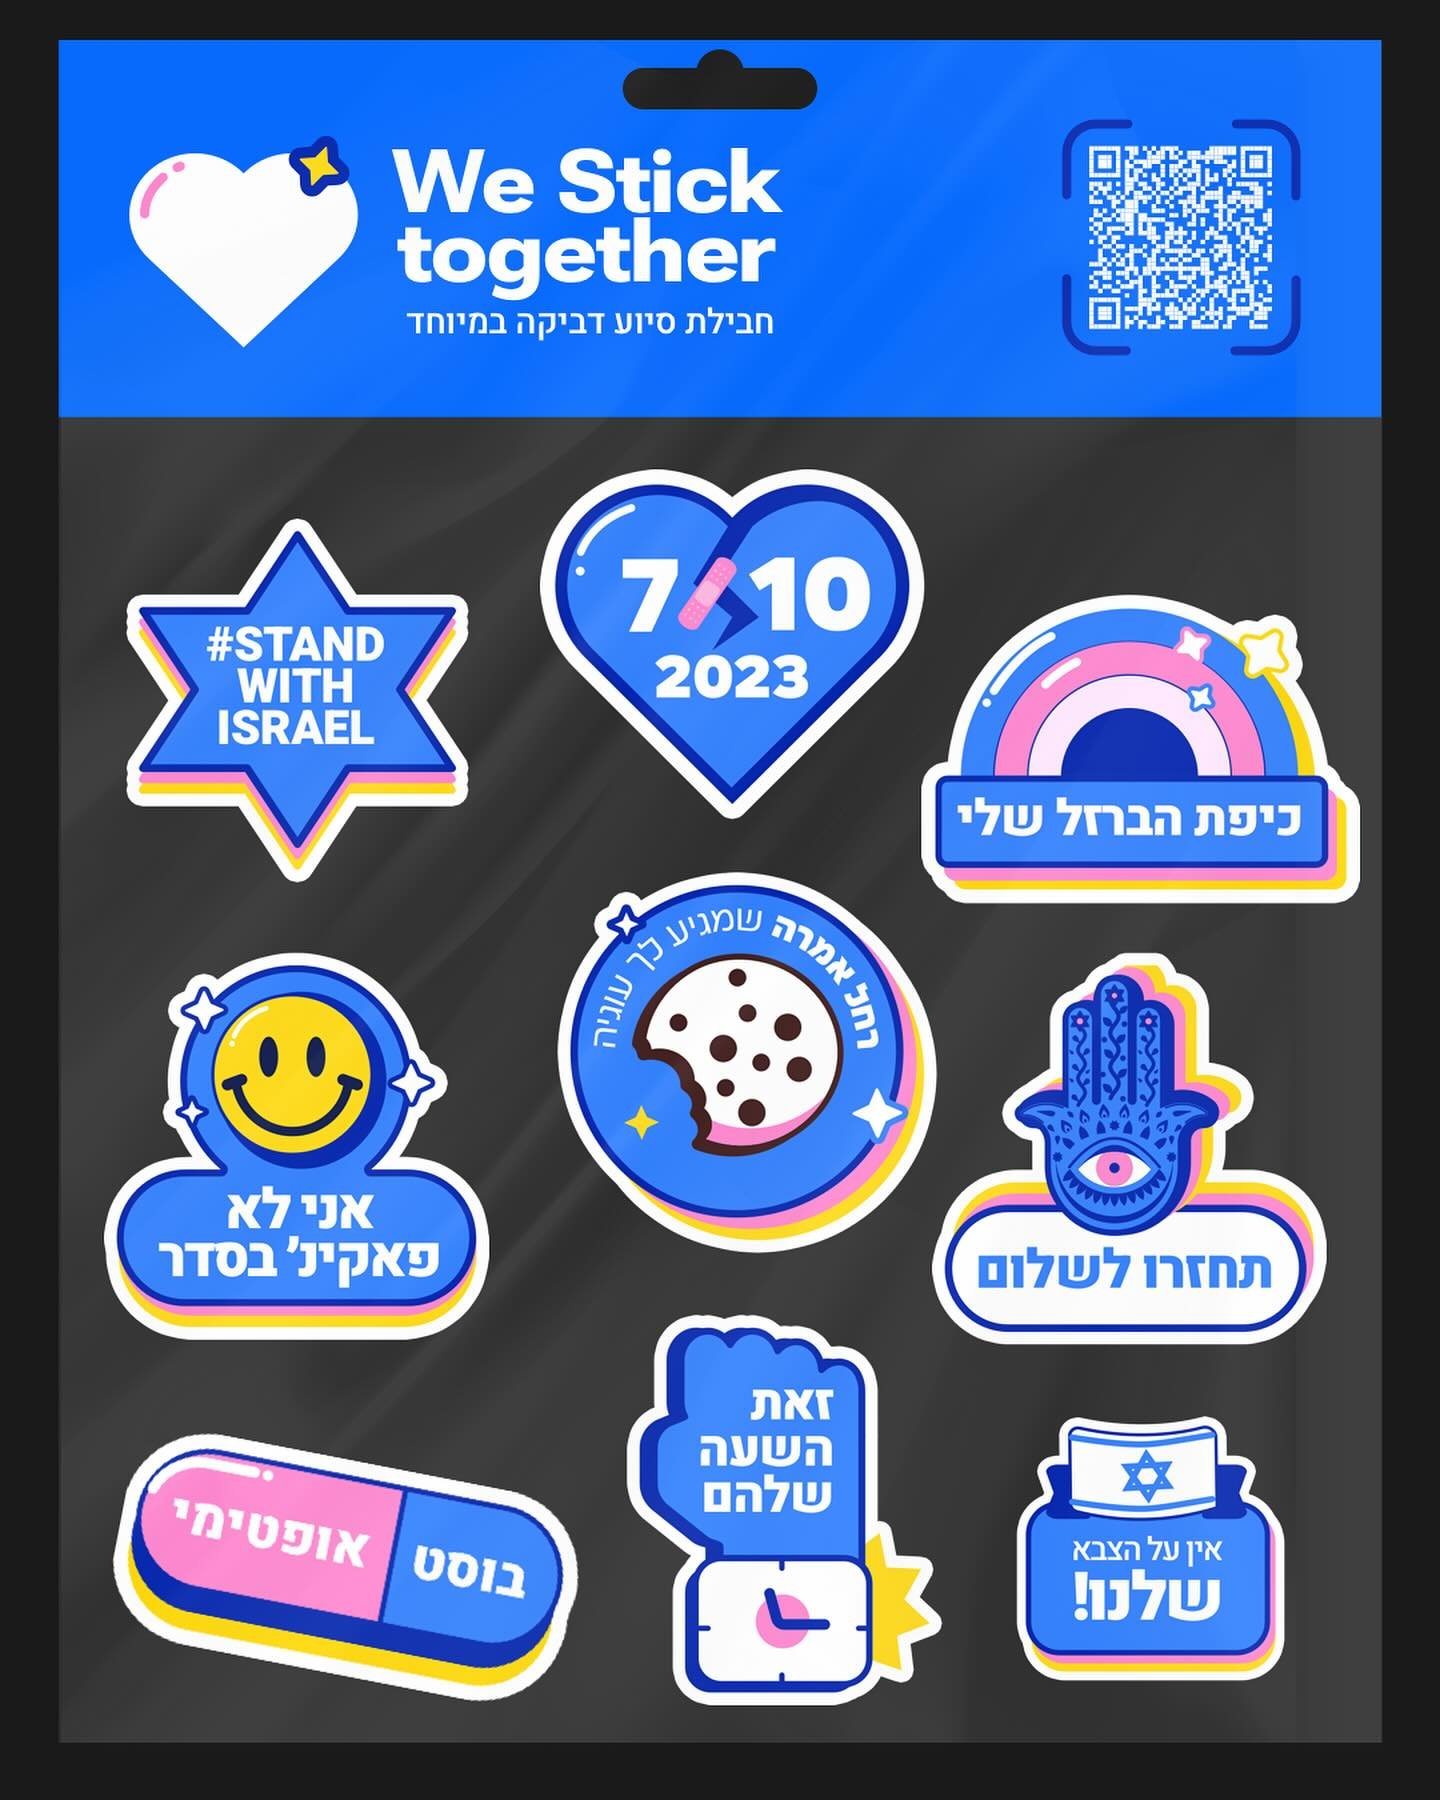 We Stick
together
חבילת סיוע דביקה במיוחד
#STAND
WITH
ISRAEL
7 10
2023
כיפת הברזל שלי
רחל אמרה שמגיע לך עוגיה
אני לא
פאקינ׳ בסדר
תחזרו לשלום
בוסט אופטימי
זאת
השעה
שלהם
אין על הצבא
שלנו!